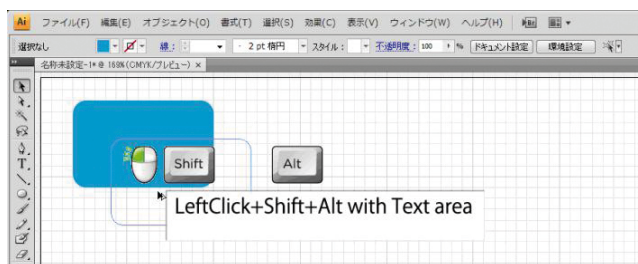 Ai ファイル(F) 編集(E) オブジェクト(O) 書式(T) 選択(S) 効果(C) 表示(V) ウィンドウ(W) ヘルプ(H) Br
選択なし 線: 2 pt 楕円 スタイル: 不透明度: 100 % ドキュメント設定 環境設定
名称未設定-1* @ 169% (CMYK/プレビュー) ×
Shift Alt
LeftClick+Shift+Alt with Text area